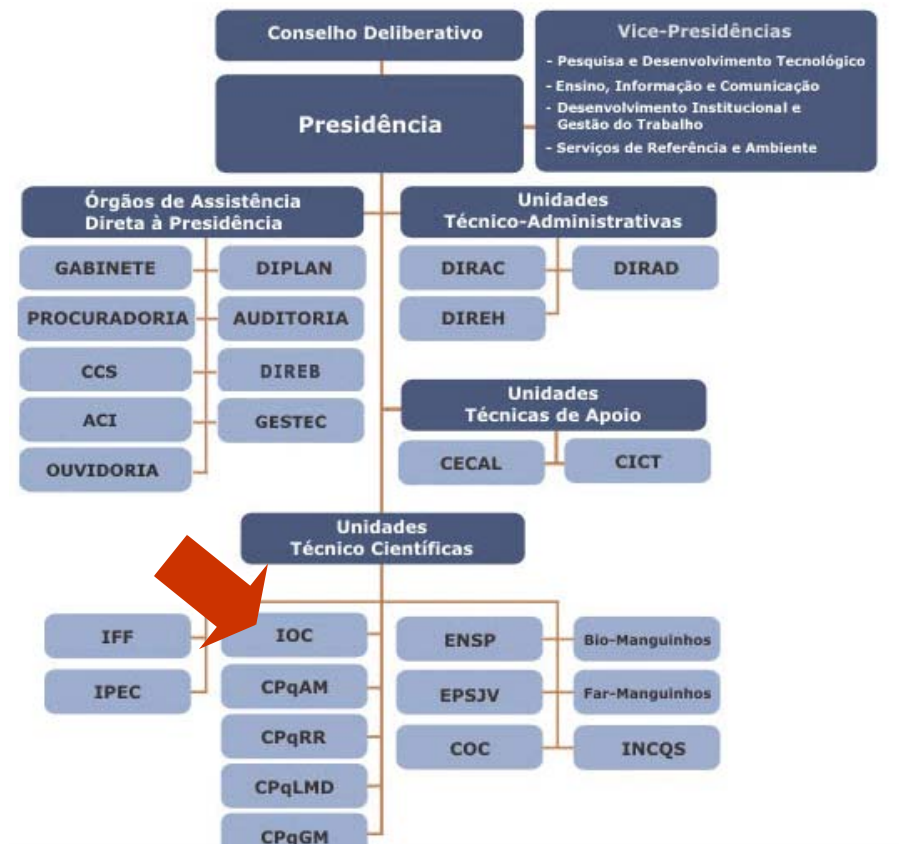 Conselho Deliberativo
Presidência
Vice-Presidências
- Pesquisa e Desenvolvimento Tecnológico
- Ensino, Informação e Comunicação
- Desenvolvimento Institucional e
Gestão do Trabalho
- Serviços de Referência e Ambiente
Órgãos de Assistência
Direta à Presidência
GABINETE
DIPLAN
PROCURADORIA
AUDITORIA
CCS
DIREB
ACI
GESTEC
OUVIDORIA
Unidades
Técnico-Administrativas
DIRAC
DIRAD
DIREH
Unidades
Técnicas de Apoio
CECAL
CICT
Unidades
Técnico Científicas
IFF
IPEC
IOC
CPqAM
CPqRR
CPqLMD
CPqGM
ENSP
EPSJV
COC
Bio-Manguinhos
Far-Manguinhos
INCQS